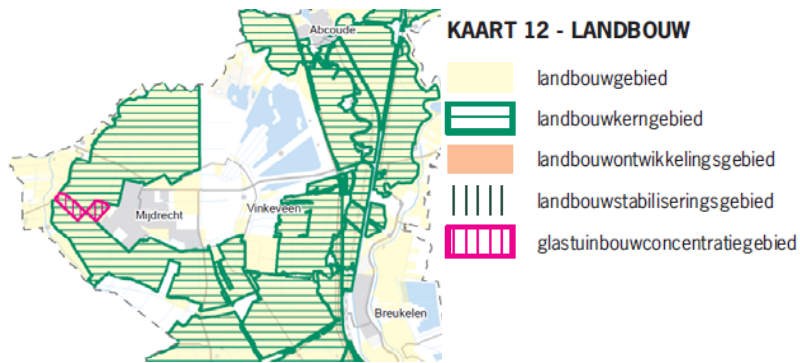 Abcoude
Mijdrecht
Vinkeveen
Breukelen
KAART 12 - LANDBOUW
landbouwgebied
landbouwkerngebied
landbouwontwikkelingsgebied
landbouwstabiliseringsgebied
glastuinbouwconcentratiegebied